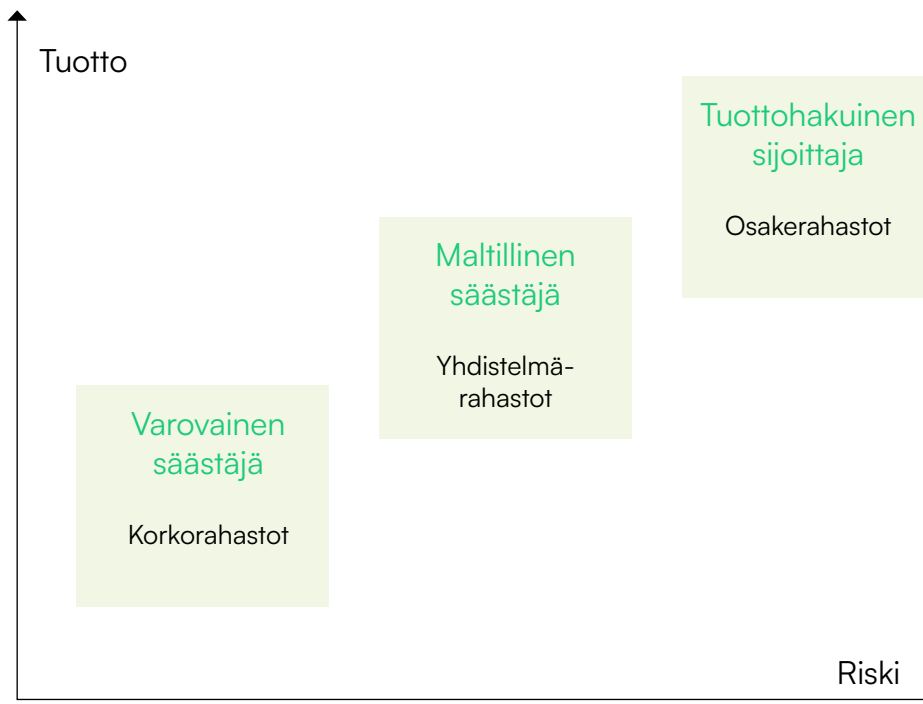 Tuotto
Tuottohakuinen
sijoittaja
Osakerahastot
Maltillinen
säästäjä
Yhdistelmä-
rahastot
Varovainen
säästäjä
Korkorahastot
Riski